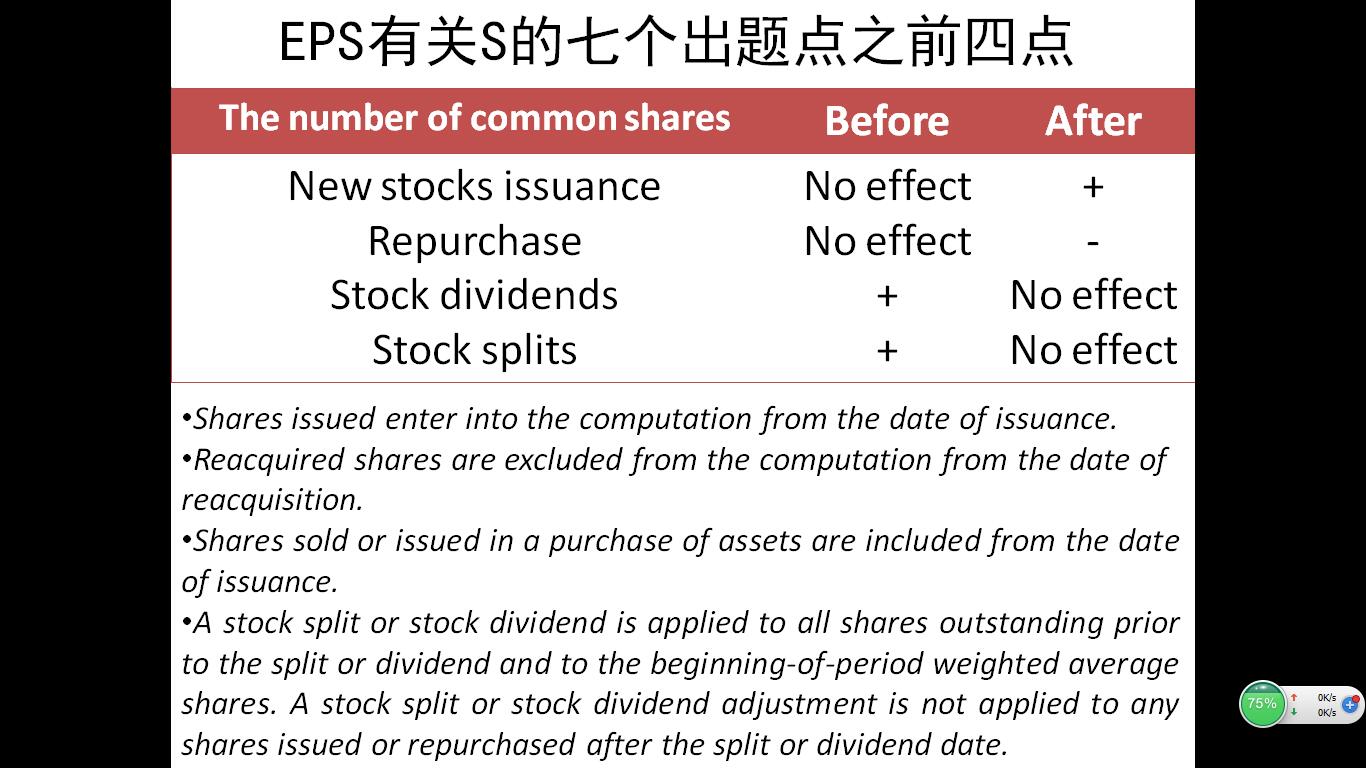 EPS有关S的七个出题点之前四点
The number of common shares Before After
New stocks issuance No effect +
Repurchase No effect -
Stock dividends + No effect
Stock splits + No effect
•Shares issued enter into the computation from the date of issuance.
•Reacquired shares are excluded from the computation from the date of
reacquisition.
•Shares sold or issued in a purchase of assets are included from the date
of issuance.
•A stock split or stock dividend is applied to all shares outstanding prior
to the split or dividend and to the beginning-of-period weighted average
shares. A stock split or stock dividend adjustment is not applied to any
shares issued or repurchased after the split or dividend date.
75% ↑ 0K/s
↓ 0K/s